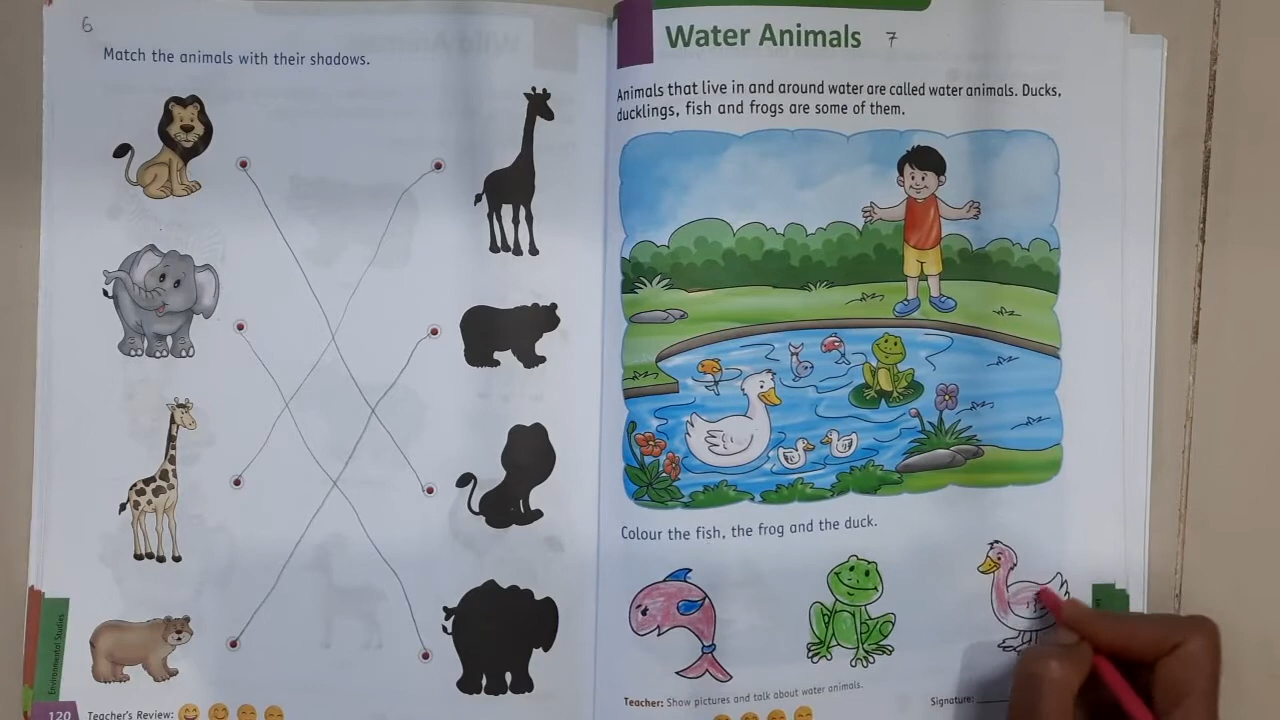 6
Match the animals with their shadows.
Environmental Studies
120 Teacher's Review:
Water Animals 7
Animals that live in and around water are called water animals. Ducks,
ducklings, fish and frogs are some of them.
Colour the fish, the frog and the duck.
Teacher: Show pictures and talk about water animals.
Signature: